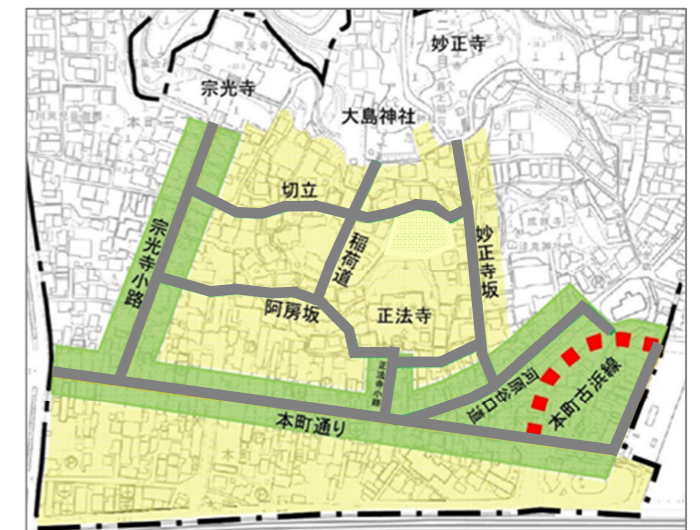 妙正寺
宗光寺
大島神社
切立
宗光寺小路
稲荷道
妙正寺坂
阿房坂
正法寺
正法寺小路
河原谷口道
本町古浜線
本町通り